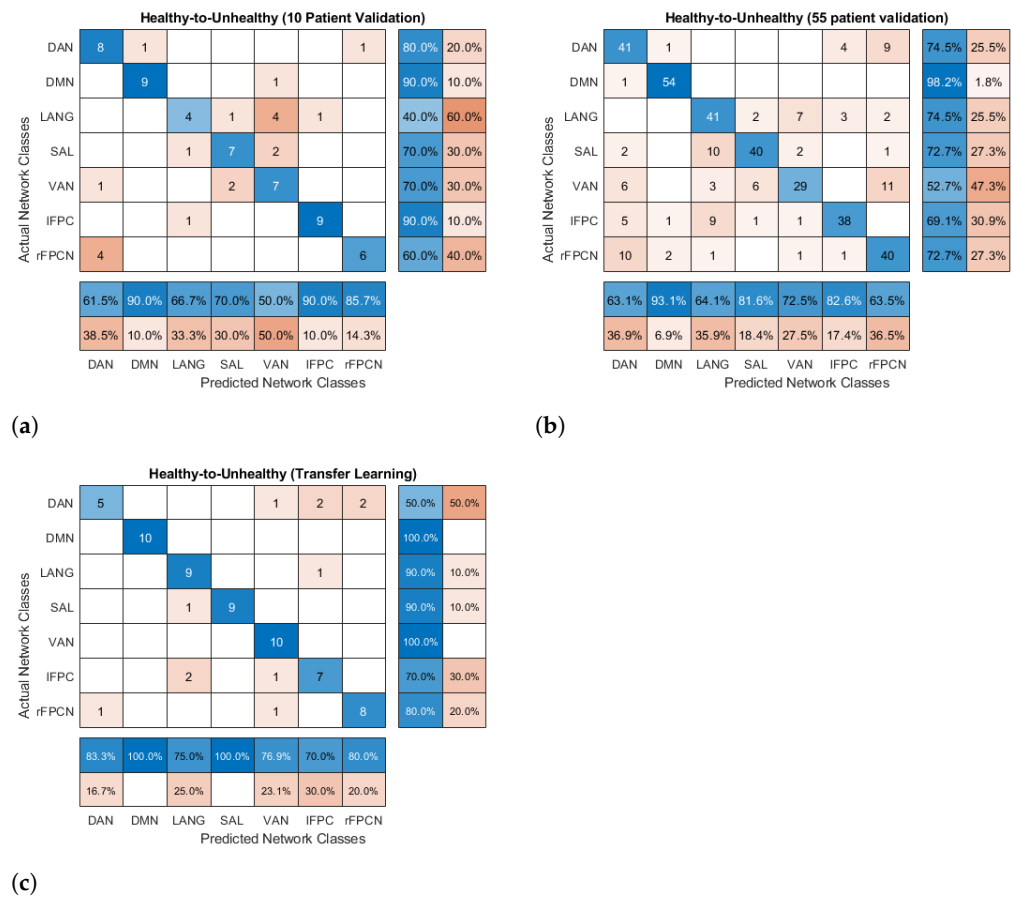 Healthy-to-Unhealthy (10 Patient Validation)
DAN 8 1 1 80.0% 20.0%
DMN 9 1 90.0% 10.0%
LANG 4 1 4 1 40.0% 60.0%
SAL 1 7 2 70.0% 30.0%
VAN 1 2 7 70.0% 30.0%
lFPC 1 9 90.0% 10.0%
rFPCN 4 6 60.0% 40.0%
Actual Network Classes
61.5% 90.0% 66.7% 70.0% 50.0% 90.0% 85.7%
38.5% 10.0% 33.3% 30.0% 50.0% 10.0% 14.3%
DAN DMN LANG SAL VAN lFPC rFPCN
Predicted Network Classes
(a)
Healthy-to-Unhealthy (55 patient validation)
DAN 41 1 4 9 74.5% 25.5%
DMN 1 54 98.2% 1.8%
LANG 41 2 7 3 2 74.5% 25.5%
SAL 2 10 40 2 1 72.7% 27.3%
VAN 6 3 6 29 11 52.7% 47.3%
lFPC 5 1 9 1 1 38 69.1% 30.9%
rFPCN 10 2 1 1 1 40 72.7% 27.3%
Actual Network Classes
63.1% 93.1% 64.1% 81.6% 72.5% 82.6% 63.5%
36.9% 6.9% 35.9% 18.4% 27.5% 17.4% 36.5%
DAN DMN LANG SAL VAN lFPC rFPCN
Predicted Network Classes
(b)
Healthy-to-Unhealthy (Transfer Learning)
DAN 5 1 2 2 50.0% 50.0%
DMN 10 100.0%
LANG 9 1 90.0% 10.0%
SAL 1 9 90.0% 10.0%
VAN 10 100.0%
lFPC 2 1 7 70.0% 30.0%
rFPCN 1 1 8 80.0% 20.0%
Actual Network Classes
83.3% 100.0% 75.0% 100.0% 76.9% 70.0% 80.0%
16.7% 25.0% 23.1% 30.0% 20.0%
DAN DMN LANG SAL VAN lFPC rFPCN
Predicted Network Classes
(c)